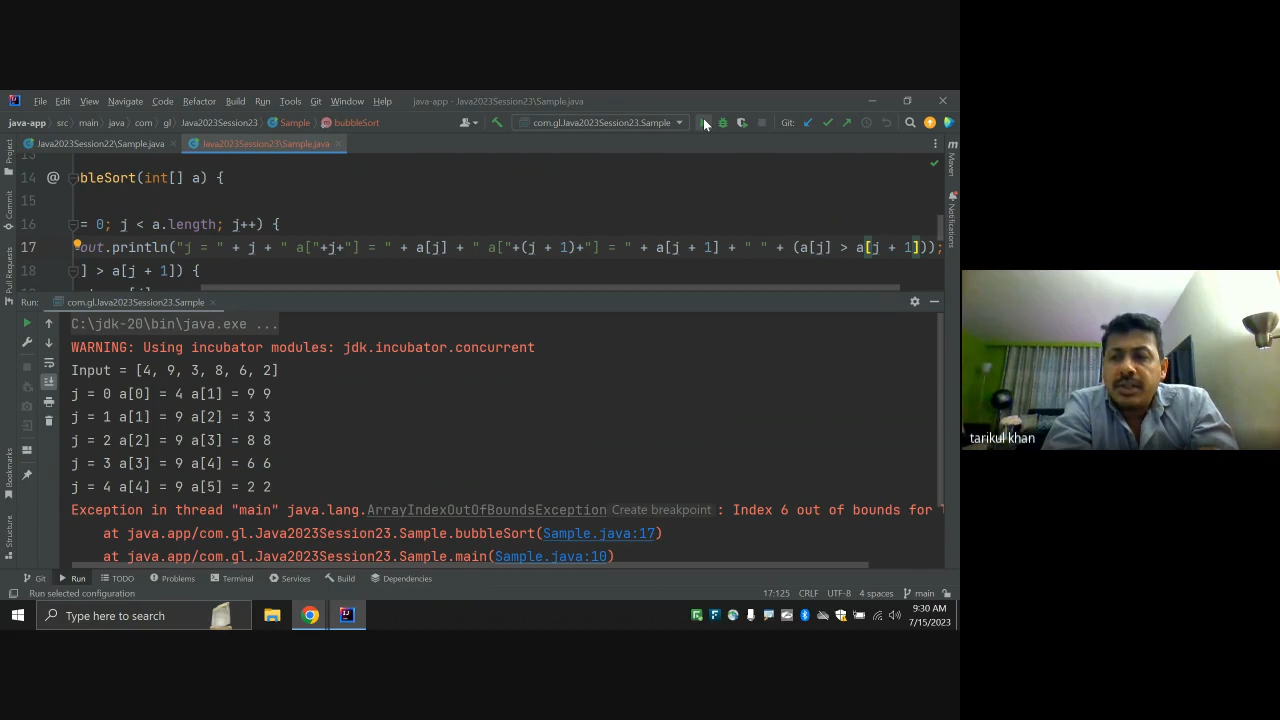 File Edit View Navigate Code Refactor Build Run Tools Git Window Help java-app - Java2023Session23\Sample.java
java-app src main java com gl Java2023Session23 Sample bubbleSort com.gl.Java2023Session23.Sample Git:
Java2023Session22\Sample.java Java2023Session23\Sample.java
Project
Commit
Pull Requests
Bookmarks
Structure
Maven
Notifications
14 @ bbleSort(int[] a) {
15
16 = 0; j < a.length; j++) {
17 out.println("j = " + j + " a["+j+"] = " + a[j] + " a["+(j + 1)+"] = " + a[j + 1] + " " + (a[j] > a[j + 1]));
18 ] > a[j + 1]) {
Run: com.gl.Java2023Session23.Sample
C:\jdk-20\bin\java.exe ...
WARNING: Using incubator modules: jdk.incubator.concurrent
Input = [4, 9, 3, 8, 6, 2]
j = 0 a[0] = 4 a[1] = 9 9
j = 1 a[1] = 9 a[2] = 3 3
j = 2 a[2] = 9 a[3] = 8 8
j = 3 a[3] = 9 a[4] = 6 6
j = 4 a[4] = 9 a[5] = 2 2
Exception in thread "main" java.lang.ArrayIndexOutOfBoundsException Create breakpoint : Index 6 out of bounds for
at java.app/com.gl.Java2023Session23.Sample.bubbleSort(Sample.java:17)
at java.app/com.gl.Java2023Session23.Sample.main(Sample.java:10)
Git Run TODO Problems Terminal Services Build Dependencies
Run selected configuration 17:125 CRLF UTF-8 4 spaces main
Type here to search
9:30 AM
7/15/2023
tarikul khan